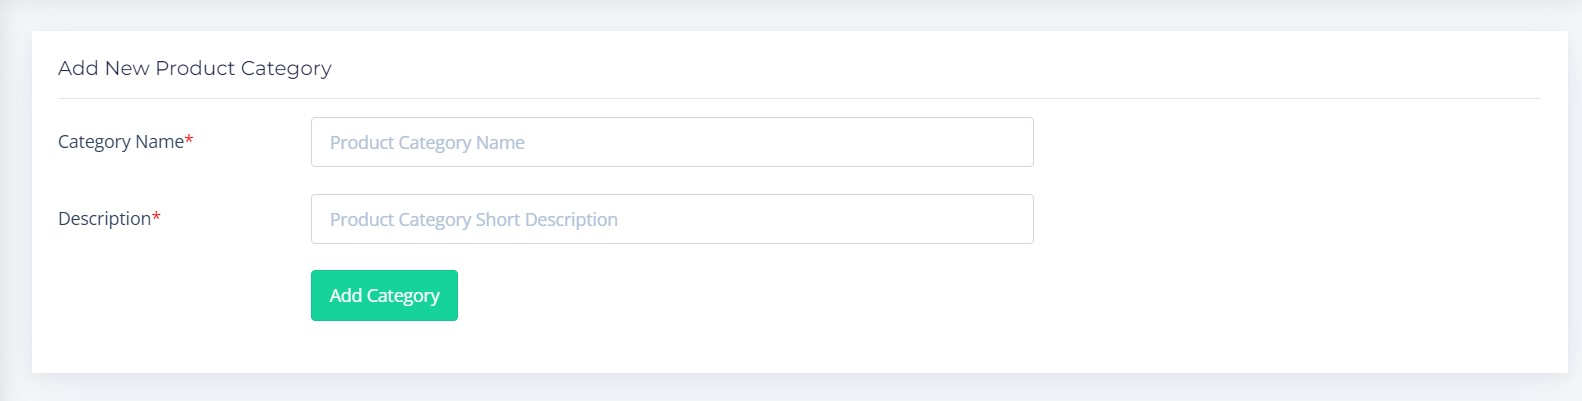 Add New Product Category
Category Name*
Product Category Name
Description*
Product Category Short Description
Add Category